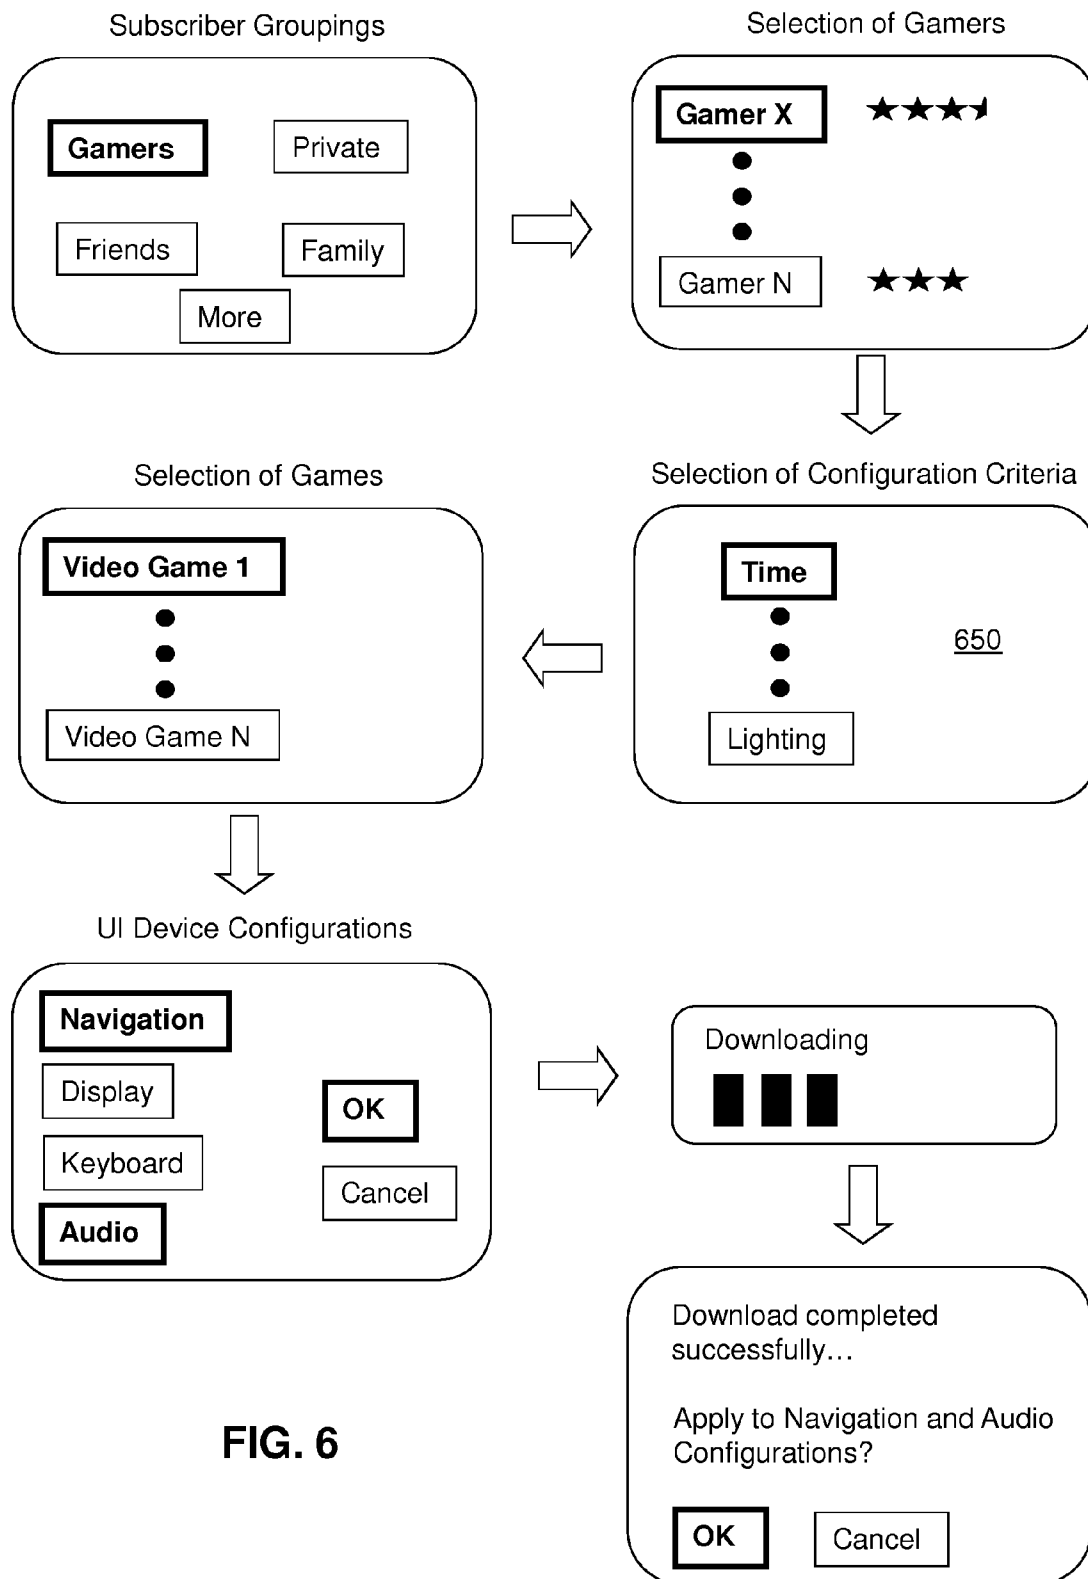 Subscriber Groupings
Gamers
Private
Friends
Family
More
Selection of Gamers
Gamer X
Gamer N
Selection of Configuration Criteria
Time
650
Lighting
Selection of Games
Video Game 1
Video Game N
UI Device Configurations
Navigation
Display
Keyboard
Audio
OK
Cancel
Downloading
Download completed
successfully...
Apply to Navigation and Audio
Configurations?
OK
Cancel
FIG. 6